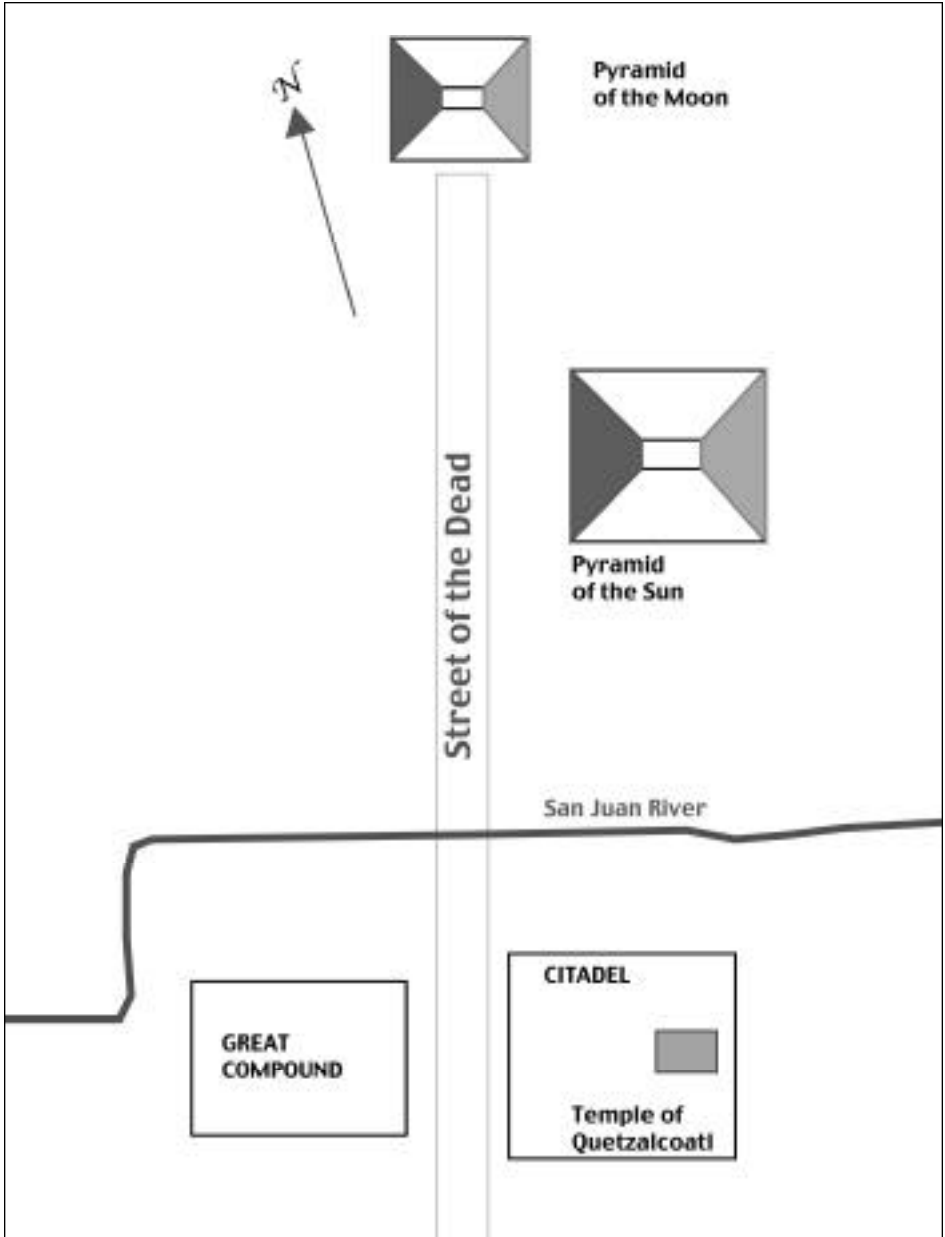 N
Pyramid
of the Moon
Pyramid
of the Sun
Street of the Dead
San Juan River
GREAT
COMPOUND
CITADEL
Temple of
Quetzalcoatl